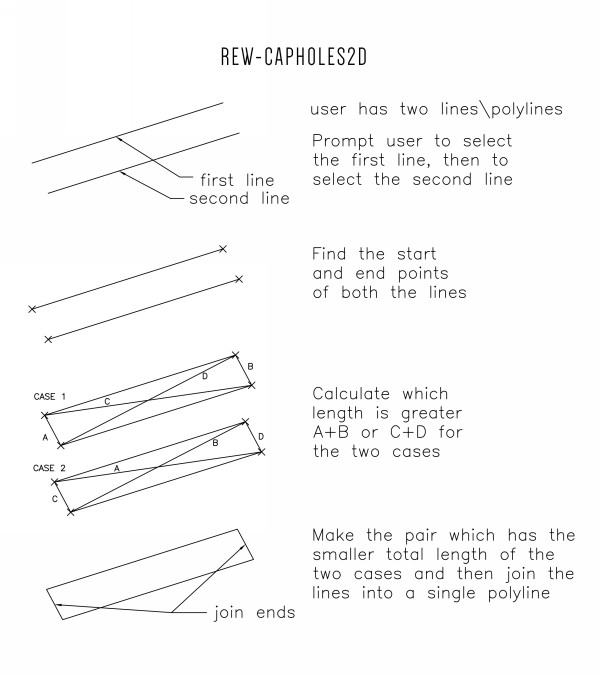 REW-CAPHOLES2D
user has two lines\polylines
Prompt user to select
the first line, then to
select the second line
first line
second line
Find the start
and end points
of both the lines
CASE 1
A
B
C
D
CASE 2
A
B
C
D
Calculate which
length is greater
A+B or C+D for
the two cases
Make the pair which has the
smaller total length of the
two cases and then join the
lines into a single polyline
join ends